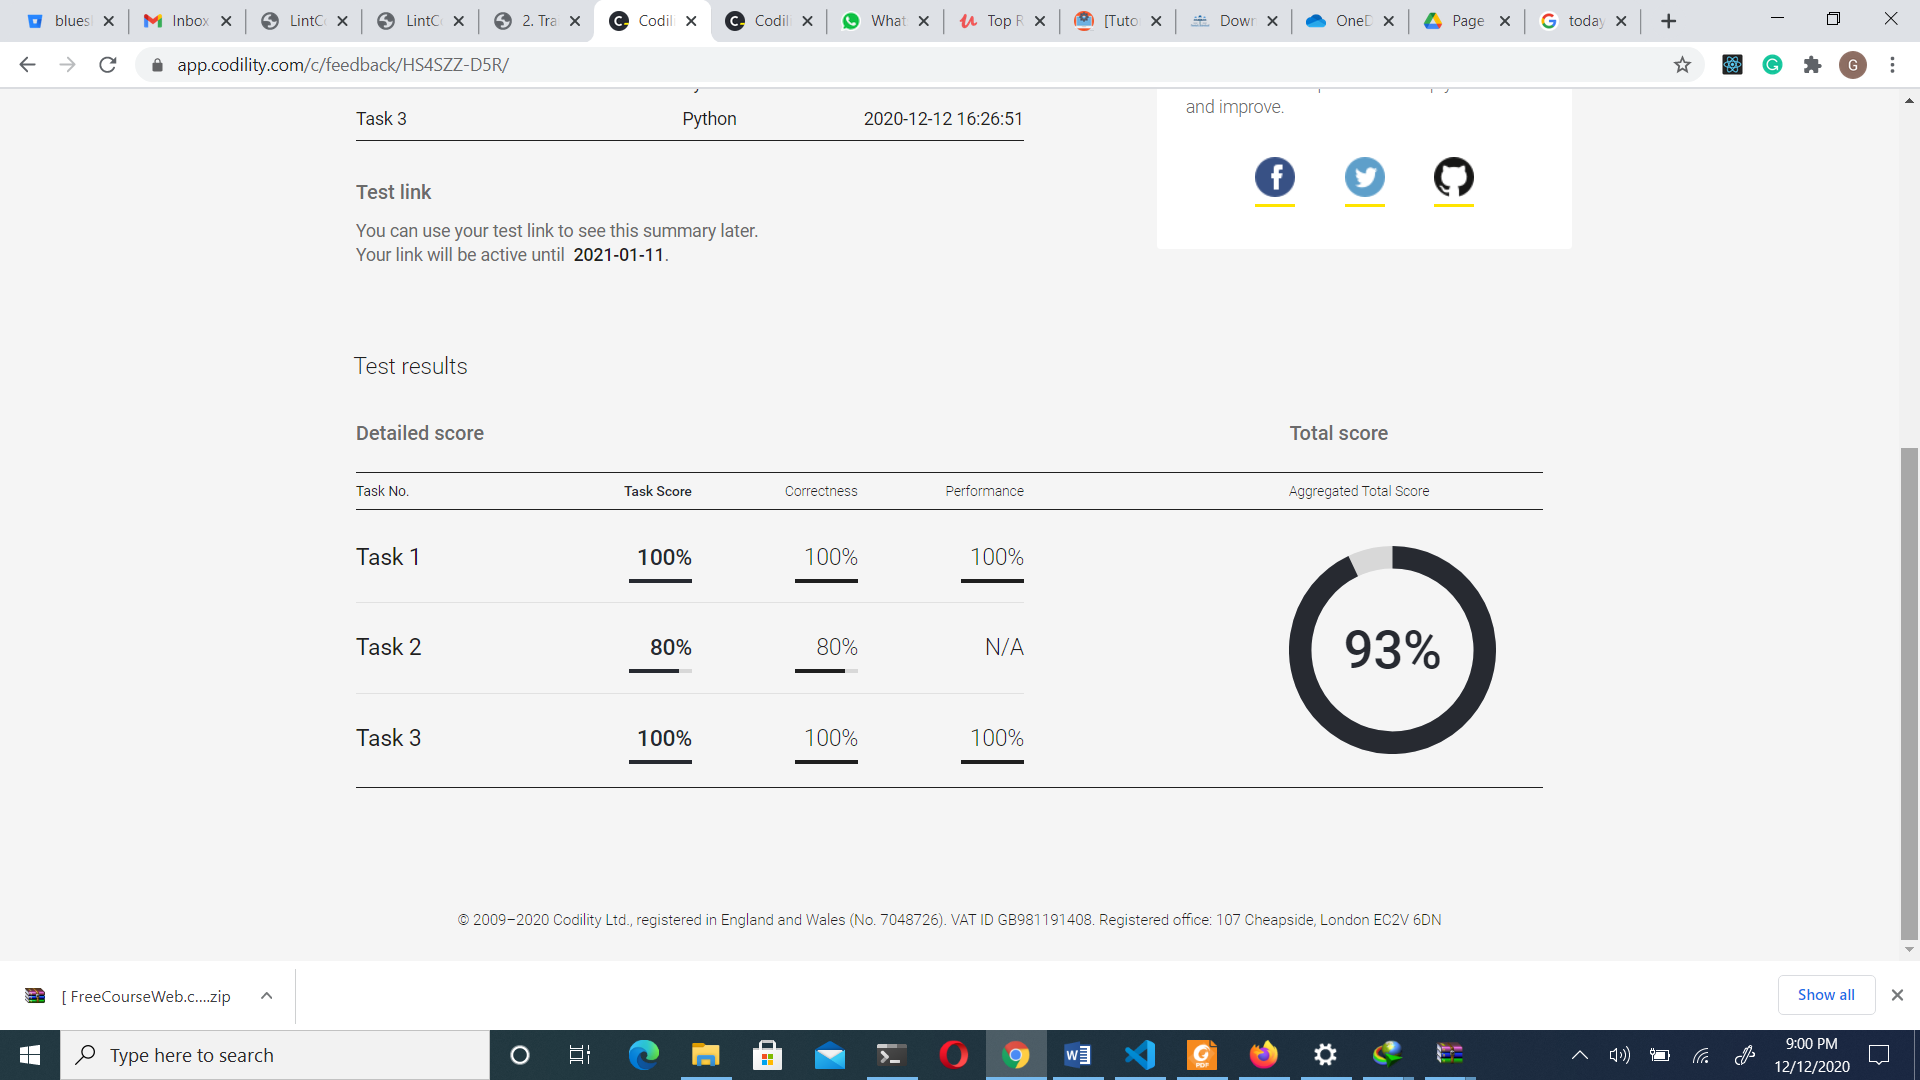 blues
Inbox
LintCo
LintCo
2. Tra
Codili
Codili
What
Top R
[Tuto
Down
OneD
Page
today
app.codility.com/c/feedback/HS4SZZ-D5R/
G
Task 3 Python 2020-12-12 16:26:51
and improve.
Test link
You can use your test link to see this summary later.
Your link will be active until 2021-01-11.
Test results
Detailed score
Total score
Task No. Task Score Correctness Performance Aggregated Total Score
Task 1 100% 100% 100%
Task 2 80% 80% N/A
93%
Task 3 100% 100% 100%
© 2009–2020 Codility Ltd., registered in England and Wales (No. 7048726). VAT ID GB981191408. Registered office: 107 Cheapside, London EC2V 6DN
[ FreeCourseWeb.c....zip
Show all
Type here to search
9:00 PM
12/12/2020